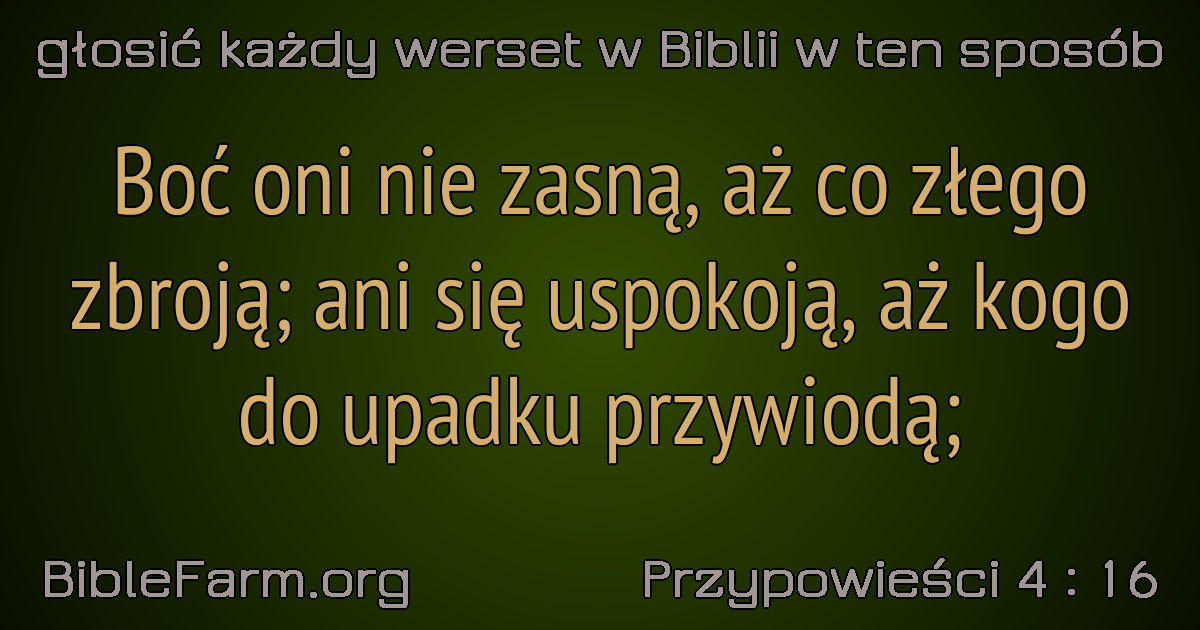 głosić każdy werset w Biblii w ten sposób
Boć oni nie zasną, aż co złego
zbroją; ani się uspokoją, aż kogo
do upadku przywiodą;
BibleFarm.org
Przypowieści 4 : 16